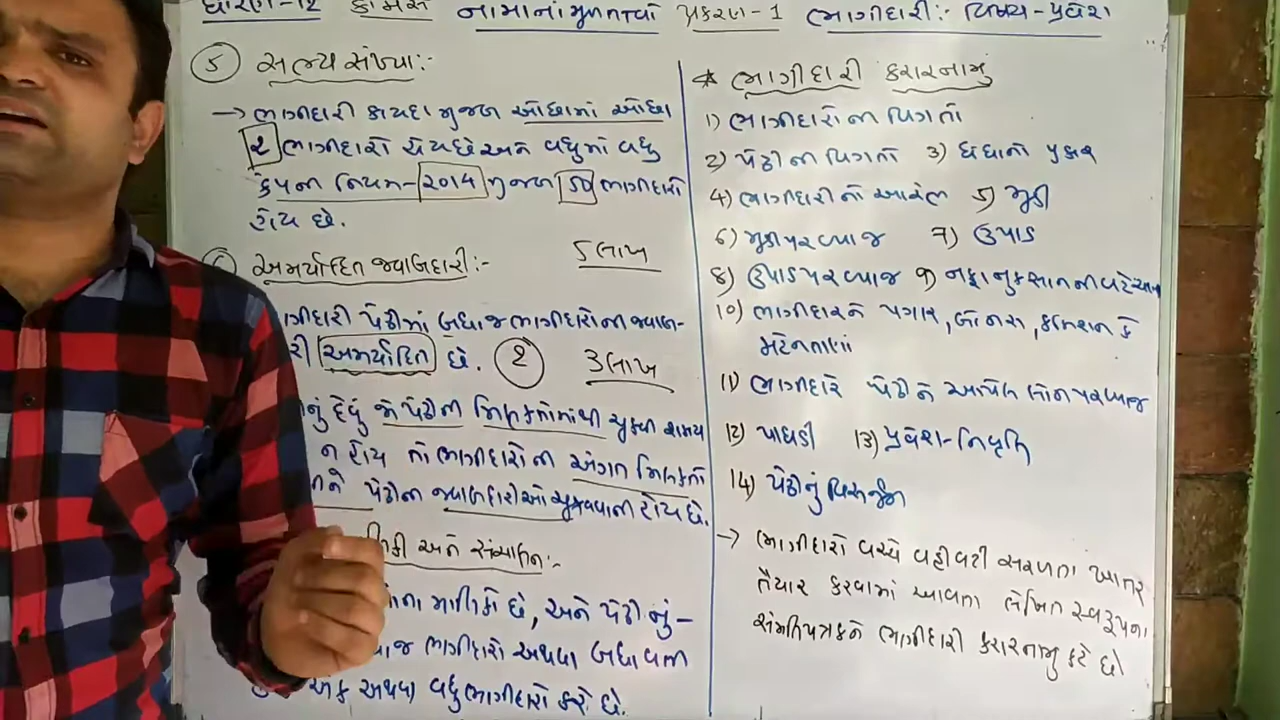 ધોરણ-12 કોમર્સ નામાનાં મૂળતત્ત્વો પ્રકરણ-1 ભાગીદારી:- વિષય-પ્રવેશ
5 સભ્ય સંખ્યા:-
→ ભાગીદારી કાયદા મુજબ ઓછામાં ઓછા
2 ભાગીદારો હોય છે અને વધુમાં વધુ
કંપની નિયમ-2014 મુજબ 50 ભાગીદારો
હોય છે.
5 લાખ
અમર્યાદિત જવાબદારી:-
ભાગીદારી પેઢીમાં બધા જ ભાગીદારોની જવાબ-
અમર્યાદિત છે. 2 3 લાખ
દેવું જો પેઢીની મિલકતોમાંથી ચૂકવી શકાય
ન હોય તો ભાગીદારોની અંગત મિલકતો
પેઢીના જવાબદારીઓ ચૂકવવાની હોય છે.
અને સંચાલન:-
માલિકો છે, અને પેઢીનું-
ભાગીદારો અથવા બધા વતી
એક અથવા વધુ ભાગીદારો કરે છે.
* ભાગીદારી કરારનામું
1) ભાગીદારોની વિગતો
2) પેઢીની વિગતો 3) ધંધાનો પ્રકાર
4) ભાગીદારીનો 5) મૂડી
6) મૂડી પર વ્યાજ 7) ઉપાડ
8) ઉપાડ પર વ્યાજ 9) નફા નુકસાનની વહેંચણી
10) ભાગીદારને પગાર, બોનસ, કમિશન કે
મહેનતાણાં
11) ભાગીદારે પેઢીને આપેલ લોન પર વ્યાજ
12) પાઘડી 13) પ્રવેશ-નિવૃત્તિ
14) પેઢીનું વિસર્જન
→ ભાગીદારો વચ્ચે વહીવટી સરળતા ખાતર
તૈયાર કરવામાં આવતા લેખિત સ્વરૂપના
સંમતિપત્રકને ભાગીદારી કરારનામુ કહે છે